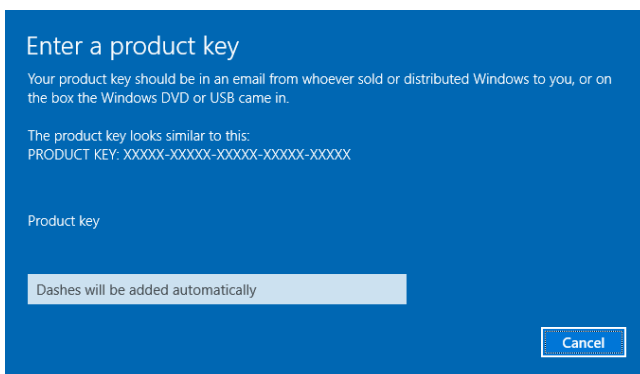 Enter a product key
Your product key should be in an email from whoever sold or distributed Windows to you, or on
the box the Windows DVD or USB came in.
The product key looks similar to this:
PRODUCT KEY: XXXXX-XXXXX-XXXXX-XXXXX-XXXXX
Product key
Dashes will be added automatically
Cancel